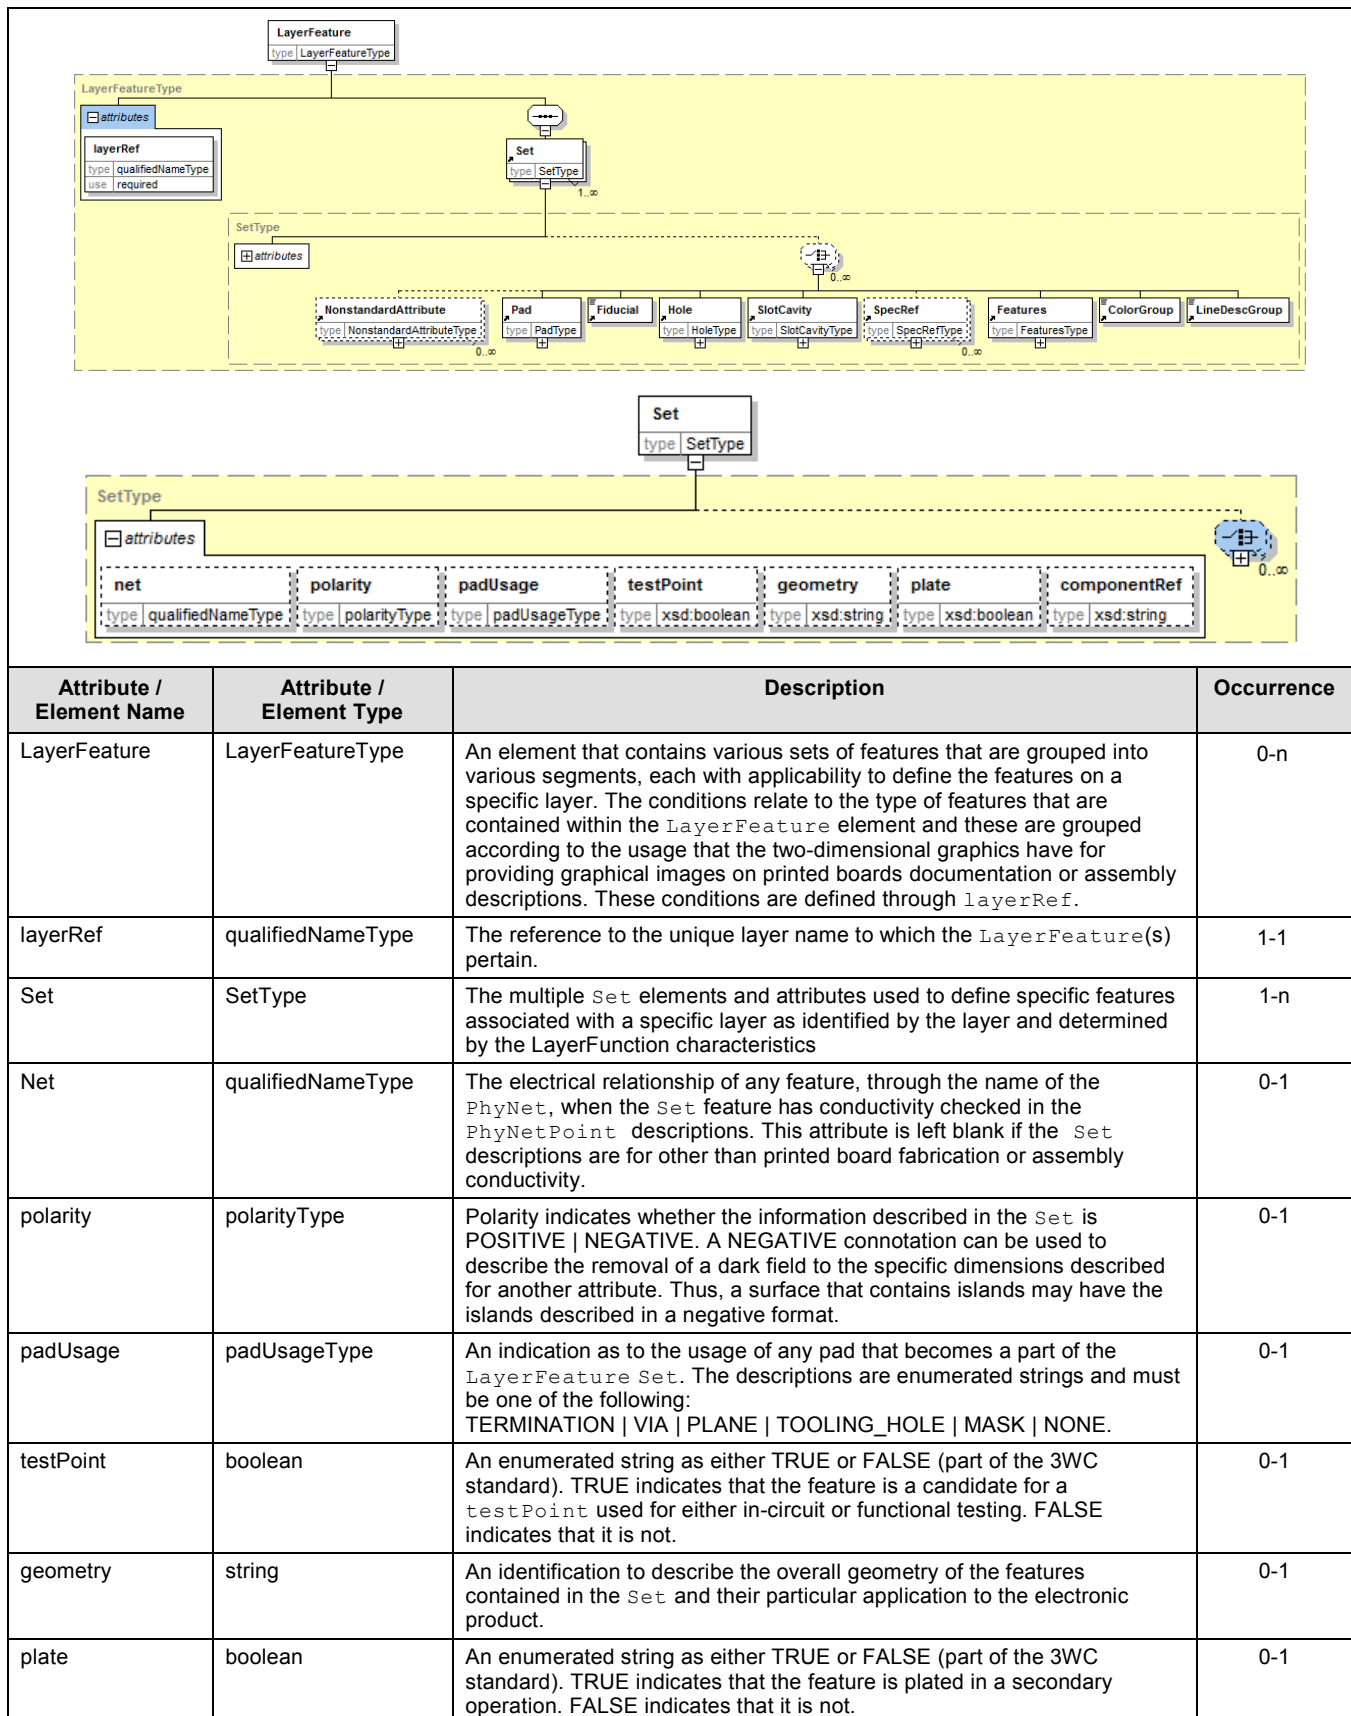 LayerFeature
type LayerFeatureType
LayerFeatureType
attributes
layerRef
type qualifiedNameType
use required
Set
type SetType
1..∞
SetType
attributes
0..∞
NonstandardAttribute
type NonstandardAttributeType
0..∞
Pad
type PadType
Fiducial
Hole
type HoleType
SlotCavity
type SlotCavityType
SpecRef
type SpecRefType
0..∞
Features
type FeaturesType
ColorGroup
LineDescGroup
Set
type SetType
SetType
attributes
0..∞
net
type qualifiedNameType
polarity
type polarityType
padUsage
type padUsageType
testPoint
type xsd:boolean
geometry
type xsd:string
plate
type xsd:boolean
componentRef
type xsd:string
Attribute /
Element Name
Attribute /
Element Type
Description
Occurrence
LayerFeature
LayerFeatureType
An element that contains various sets of features that are grouped into
various segments, each with applicability to define the features on a
specific layer. The conditions relate to the type of features that are
contained within the LayerFeature element and these are grouped
according to the usage that the two-dimensional graphics have for
providing graphical images on printed boards documentation or assembly
descriptions. These conditions are defined through layerRef.
0-n
layerRef
qualifiedNameType
The reference to the unique layer name to which the LayerFeature(s)
pertain.
1-1
Set
SetType
The multiple Set elements and attributes used to define specific features
associated with a specific layer as identified by the layer and determined
by the LayerFunction characteristics
1-n
Net
qualifiedNameType
The electrical relationship of any feature, through the name of the
PhyNet, when the Set feature has conductivity checked in the
PhyNetPoint descriptions. This attribute is left blank if the Set
descriptions are for other than printed board fabrication or assembly
conductivity.
0-1
polarity
polarityType
Polarity indicates whether the information described in the Set is
POSITIVE | NEGATIVE. A NEGATIVE connotation can be used to
describe the removal of a dark field to the specific dimensions described
for another attribute. Thus, a surface that contains islands may have the
islands described in a negative format.
0-1
padUsage
padUsageType
An indication as to the usage of any pad that becomes a part of the
LayerFeature Set. The descriptions are enumerated strings and must
be one of the following:
TERMINATION | VIA | PLANE | TOOLING_HOLE | MASK | NONE.
0-1
testPoint
boolean
An enumerated string as either TRUE or FALSE (part of the 3WC
standard). TRUE indicates that the feature is a candidate for a
testPoint used for either in-circuit or functional testing. FALSE
indicates that it is not.
0-1
geometry
string
An identification to describe the overall geometry of the features
contained in the Set and their particular application to the electronic
product.
0-1
plate
boolean
An enumerated string as either TRUE or FALSE (part of the 3WC
standard). TRUE indicates that the feature is plated in a secondary
operation. FALSE indicates that it is not.
0-1